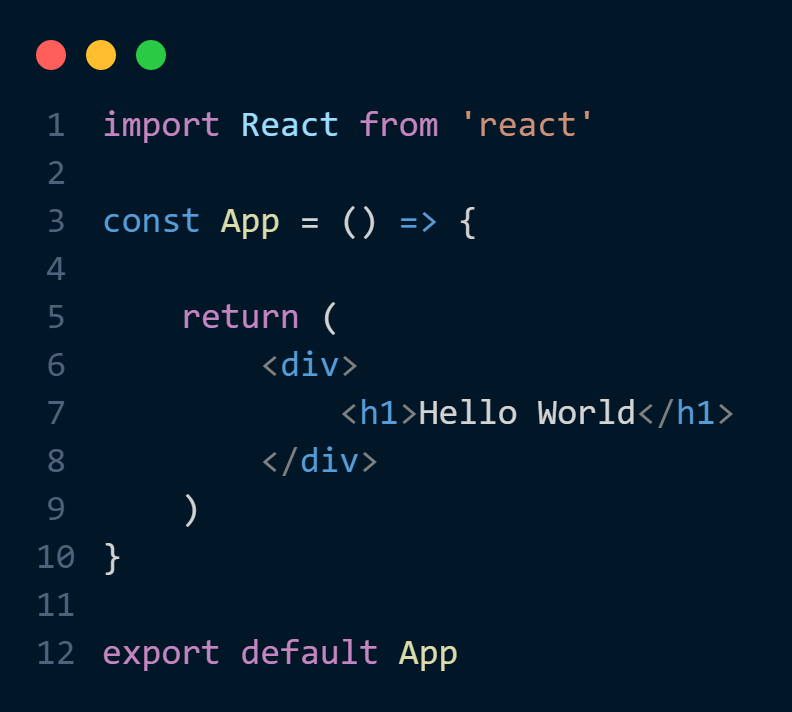 1 import React from 'react'
2
3 const App = () => {
4
5     return (
6         <div>
7             <h1>Hello World</h1>
8         </div>
9     )
10 }
11
12 export default App